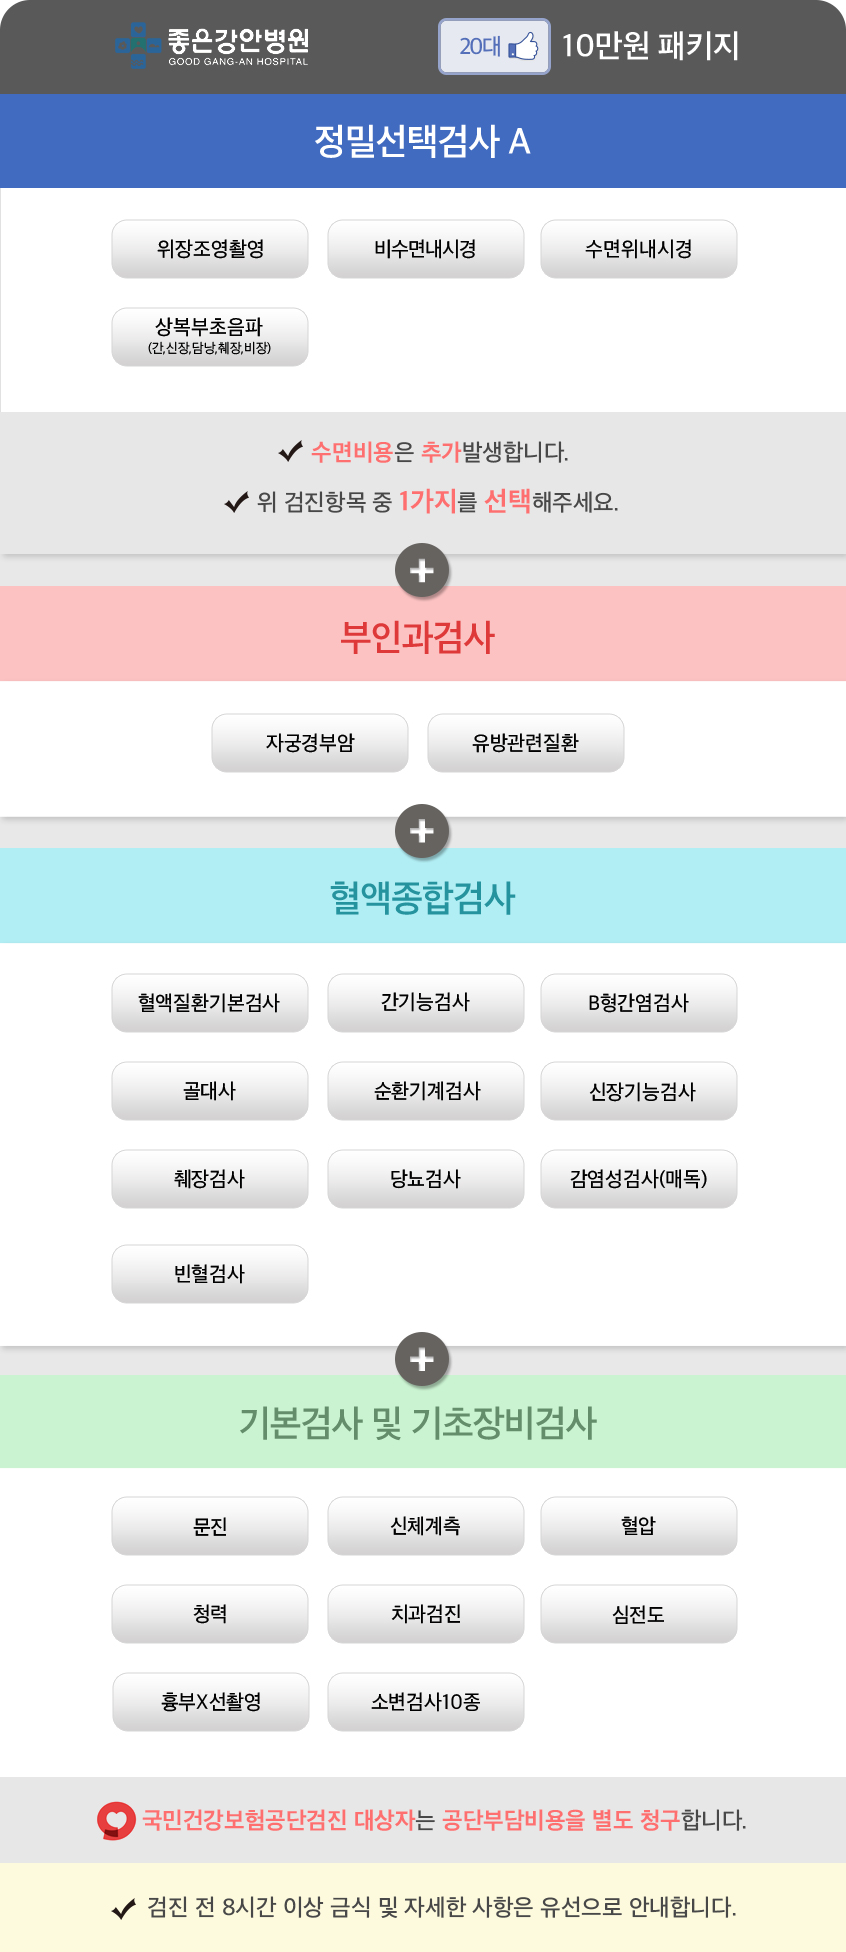 좋은강안병원
GOOD GANG-AN HOSPITAL
20대 10만원 패키지
정밀선택검사 A
위장조영촬영 비수면내시경 수면위내시경
상복부초음파
(간,신장,담낭,췌장,비장)
수면비용은 추가발생합니다.
위 검진항목 중 1가지를 선택해주세요.
부인과검사
자궁경부암 유방관련질환
혈액종합검사
혈액질환기본검사 간기능검사 B형간염검사
골대사 순환기계검사 신장기능검사
췌장검사 당뇨검사 감염성검사(매독)
빈혈검사
기본검사 및 기초장비검사
문진 신체계측 혈압
청력 치과검진 심전도
흉부X선촬영 소변검사10종
국민건강보험공단검진 대상자는 공단부담비용을 별도 청구합니다.
검진 전 8시간 이상 금식 및 자세한 사항은 유선으로 안내합니다.